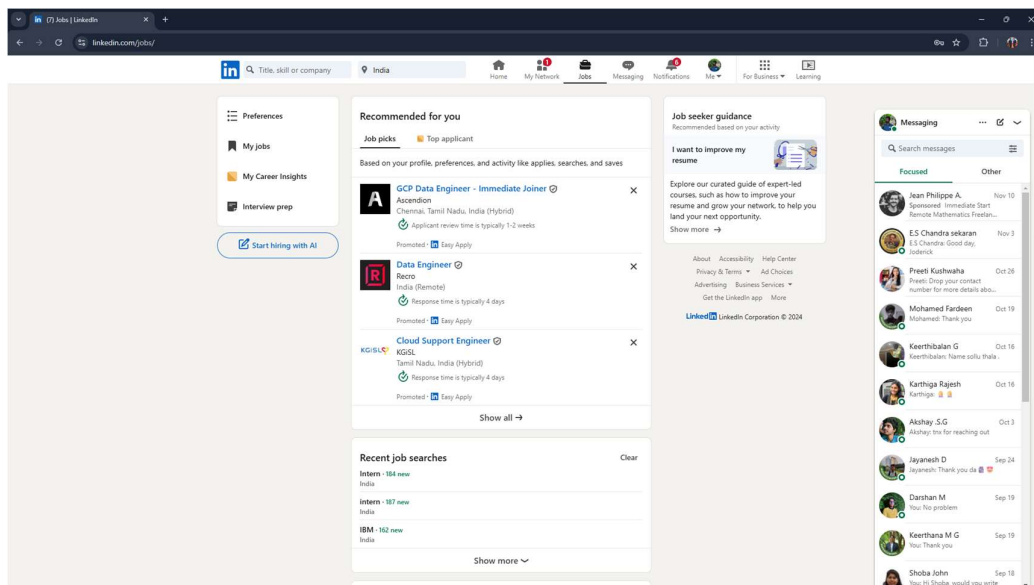 (7) Jobs | LinkedIn
linkedin.com/jobs/
in
Title, skill or company
India
Home
My Network
Jobs
Messaging
6
Notifications
Me
For Business
Learning
Preferences
My jobs
My Career Insights
Interview prep
Start hiring with AI
Recommended for you
Job picks
Top applicant
Based on your profile, preferences, and activity like applies, searches, and saves
GCP Data Engineer - Immediate Joiner
Ascendion
Chennai, Tamil Nadu, India (Hybrid)
Applicant review time is typically 1-2 weeks
Promoted · in Easy Apply
Data Engineer
Recro
India (Remote)
Response time is typically 4 days
Promoted · in Easy Apply
KGiSL
Cloud Support Engineer
KGiSL
Tamil Nadu, India (Hybrid)
Response time is typically 4 days
Promoted · in Easy Apply
Show all →
Recent job searches
Clear
Intern · 184 new
India
intern · 187 new
India
IBM · 162 new
India
Show more
Job seeker guidance
Recommended based on your activity
I want to improve my
resume
Explore our curated guide of expert-led
courses, such as how to improve your
resume and grow your network, to help you
land your next opportunity.
Show more →
About Accessibility Help Center
Privacy & Terms Ad Choices
Advertising Business Services
Get the LinkedIn app More
LinkedIn LinkedIn Corporation © 2024
Messaging
Search messages
Focused
Other
Jean Philippe A. Nov 10
Sponsored Immediate Start
Remote Mathematics Freelan...
E.S Chandra sekaran Nov 3
E.S Chandra: Good day,
Joderick
Preeti Kushwaha Oct 26
Preeti: Drop your contact
number for more details abo...
Mohamed Fardeen Oct 19
Mohamed: Thank you
Keerthibalan G Oct 16
Keerthibalan: Name sollu thala .
Karthiga Rajesh Oct 16
Karthiga:
Akshay .S.G Oct 3
Akshay: tnx for reaching out
Jayanesh D Sep 24
Jayanesh: Thank you da
Darshan M Sep 19
You: No problem
Keerthana M G Sep 19
You: Thank you
Shoba John Sep 18
You: Hi Shoba, would you write